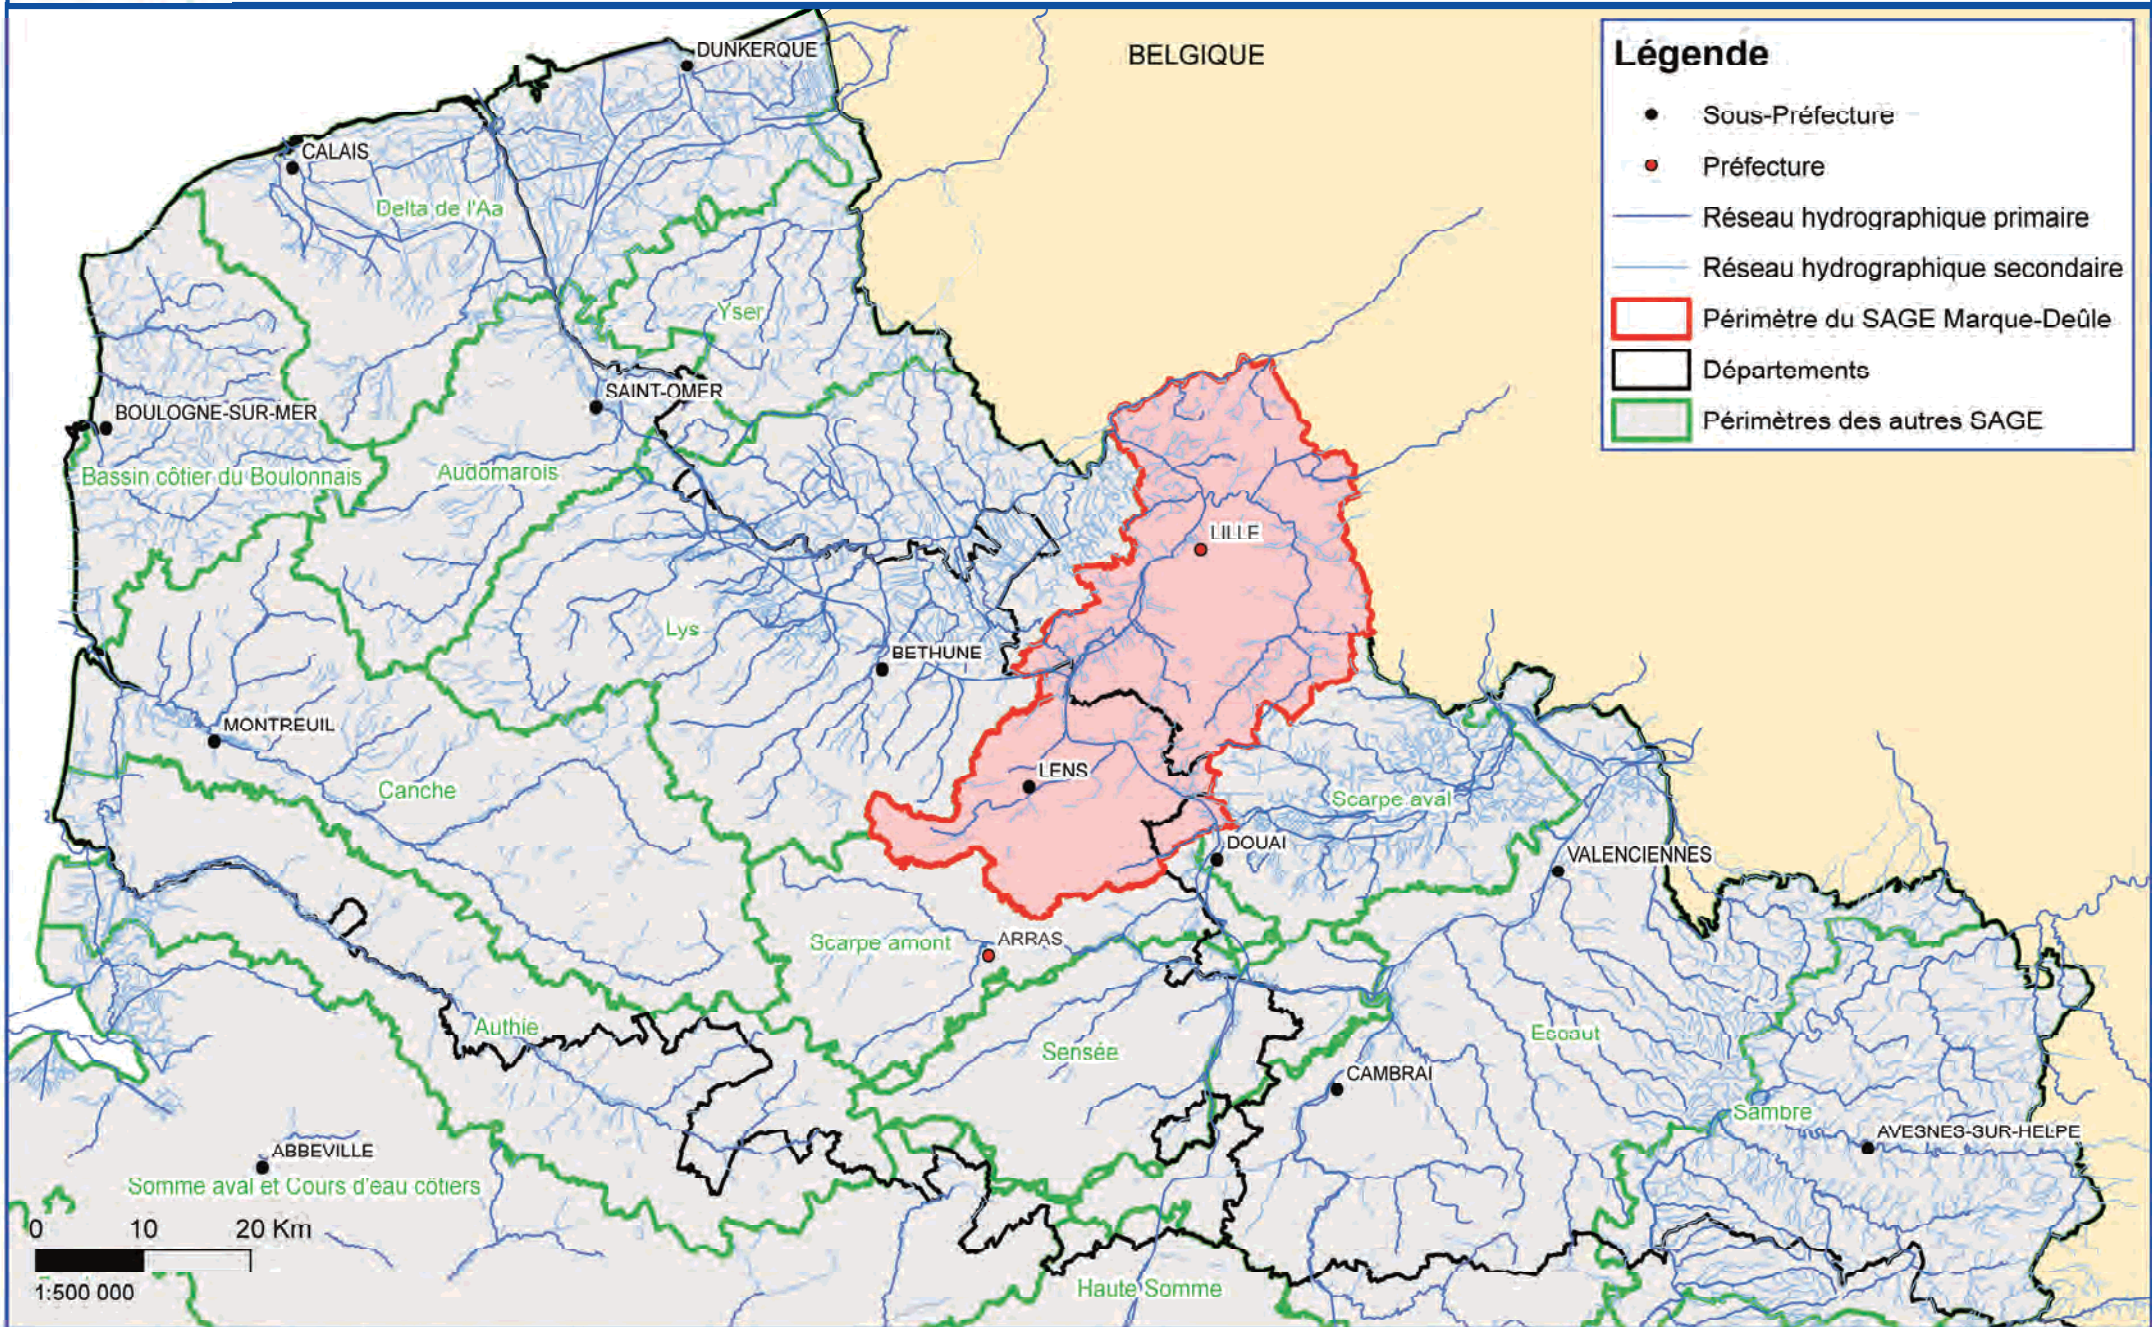 DUNKERQUE
BELGIQUE
CALAIS
Delta de l'Aa
Yser
SAINT-OMER
BOULOGNE-SUR-MER
Bassin côtier du Boulonnais
Audomarois
LILLE
Lys
BETHUNE
MONTREUIL
Canche
LENS
Scarpe aval
DOUAI
VALENCIENNES
Scarpe amont
ARRAS
Authie
Sensée
Escaut
CAMBRAI
Sambre
AVESNES-SUR-HELPE
ABBEVILLE
Somme aval et Cours d'eau côtiers
Haute Somme
0 10 20 Km
1:500 000
Légende
Sous-Préfecture
Préfecture
Réseau hydrographique primaire
Réseau hydrographique secondaire
Périmètre du SAGE Marque-Deûle
Départements
Périmètres des autres SAGE